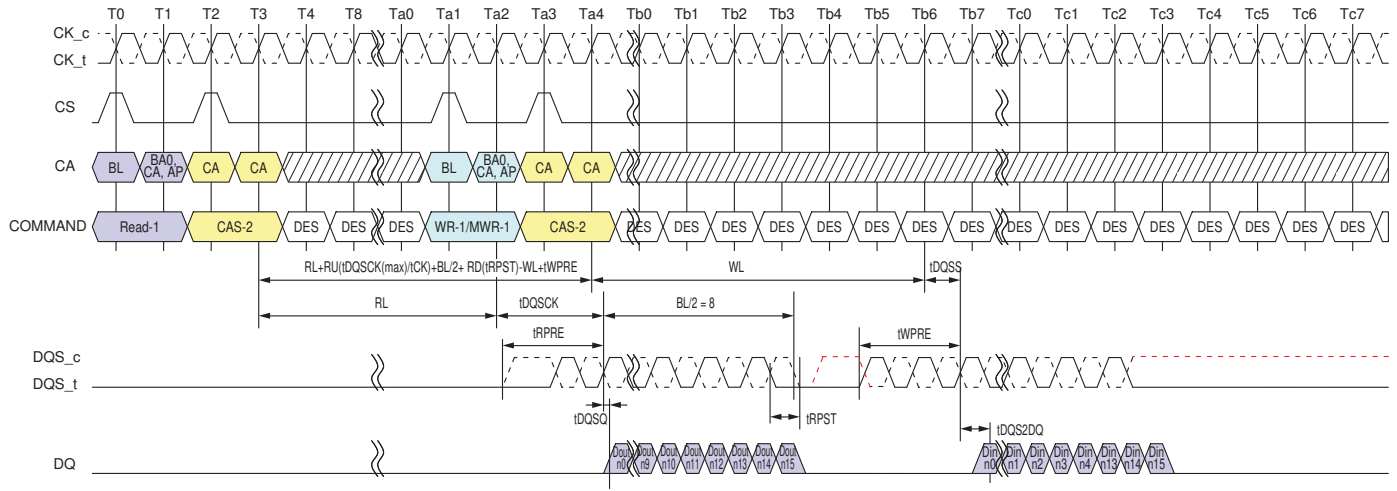 T0 T1 T2 T3 T4 T8 Ta0 Ta1 Ta2 Ta3 Ta4 Tb0 Tb1 Tb2 Tb3 Tb4 Tb5 Tb6 Tb7 Tc0 Tc1 Tc2 Tc3 Tc4 Tc5 Tc6 Tc7
CK_c
CK_t
CS
CA BL BA0, CA, AP CA CA BL BA0, CA, AP CA CA
COMMAND Read-1 CAS-2 DES DES DES WR-1/MWR-1 CAS-2 DES DES DES DES DES DES DES DES DES DES DES DES DES DES DES DES
RL+RU(tDQSCK(max)/tCK)+BL/2+ RD(tRPST)-WL+tWPRE WL tDQSS
RL tDQSCK BL/2 = 8
tRPRE tWPRE
DQS_c
DQS_t
tDQSQ tRPST tDQS2DQ
DQ Dout n0 Dout n9 Dout n10 Dout n11 Dout n12 Dout n13 Dout n14 Dout n15 Din n0 Din n1 Din n2 Din n3 Din n4 Din n13 Din n14 Din n15